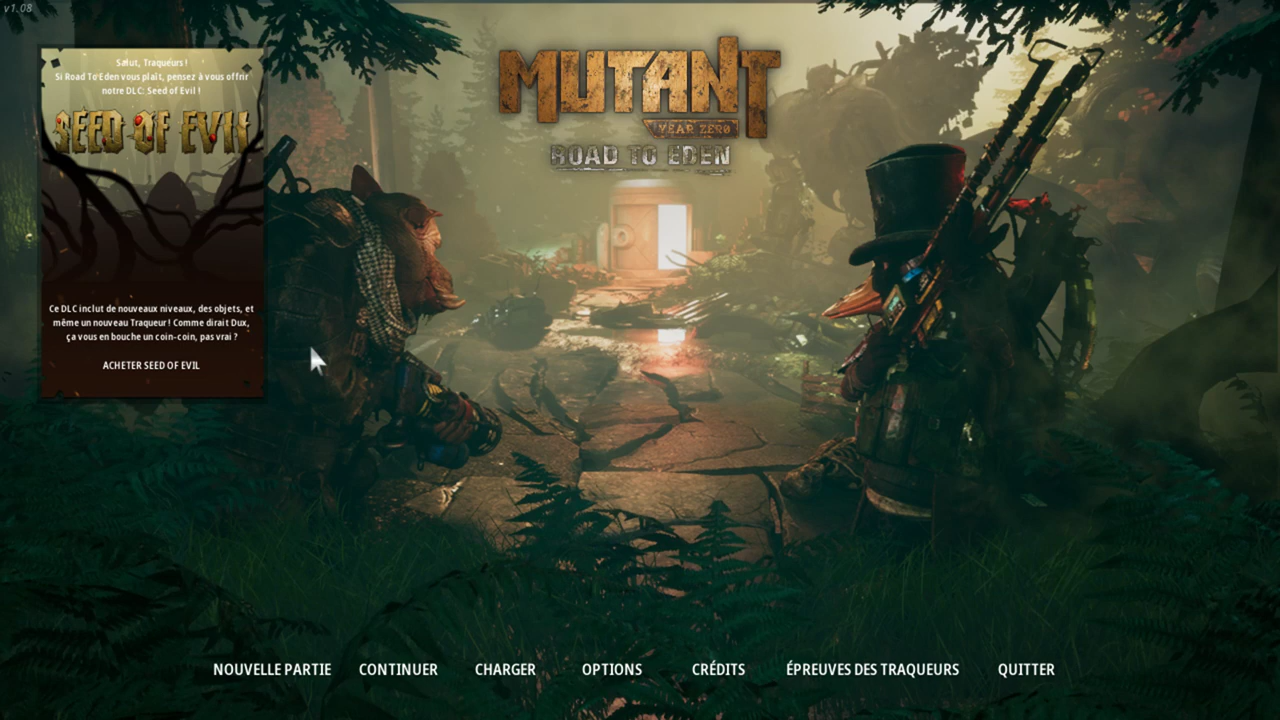 v1.08
Salut, Traqueurs !
Si Road To Eden vous plaît, pensez à vous offrir
notre DLC: Seed of Evil !
SEED OF EVIL
Ce DLC inclut de nouveaux niveaux, des objets, et
même un nouveau Traqueur ! Comme dirait Dux,
ça vous en bouche un coin-coin, pas vrai ?
ACHETER SEED OF EVIL
MUTANT
YEAR ZERO
ROAD TO EDEN
NOUVELLE PARTIE CONTINUER CHARGER OPTIONS CRÉDITS ÉPREUVES DES TRAQUEURS QUITTER